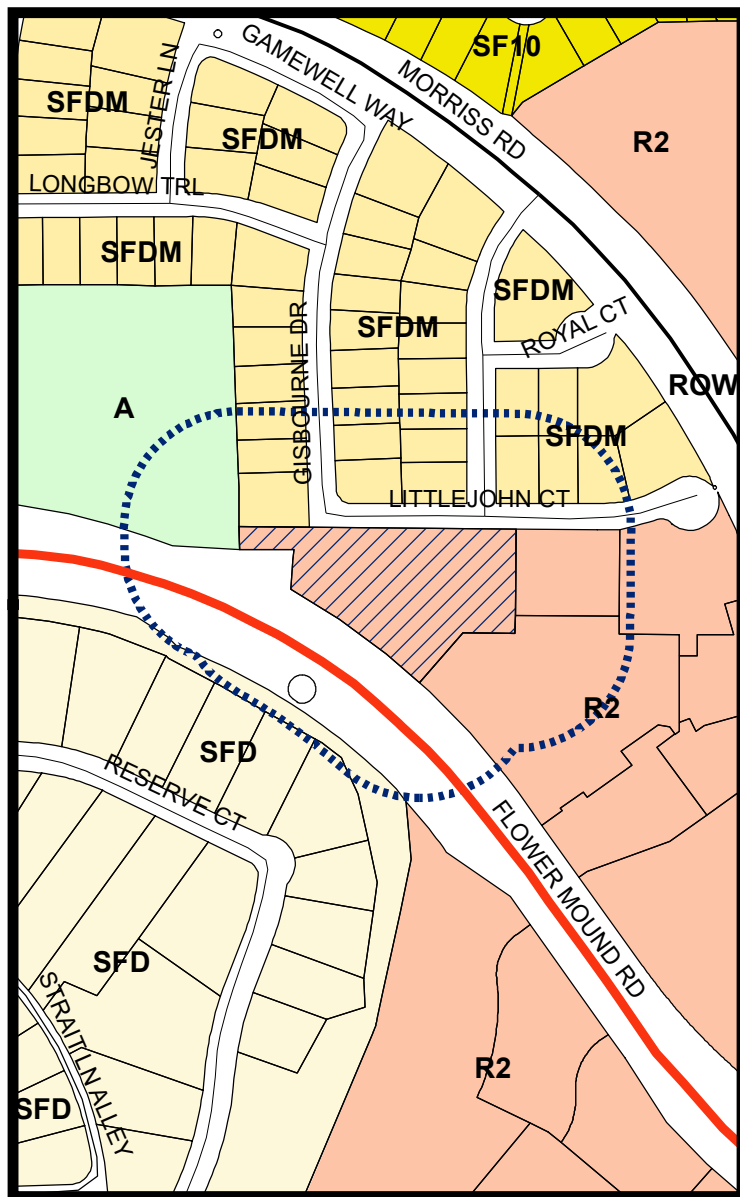 SF10
GAMEWELL WAY
MORRISS RD
JESTER LN
SFDM
SFDM
R2
LONGBOW TRL
SFDM
SFDM
SFDM
ROYAL CT
GISBOURNE DR
A
ROW
SFDM
LITTLEJOHN CT
R2
SFD
RESERVE CT
FLOWER MOUND RD
SFD
STRAIT LN ALLEY
R2
SFD